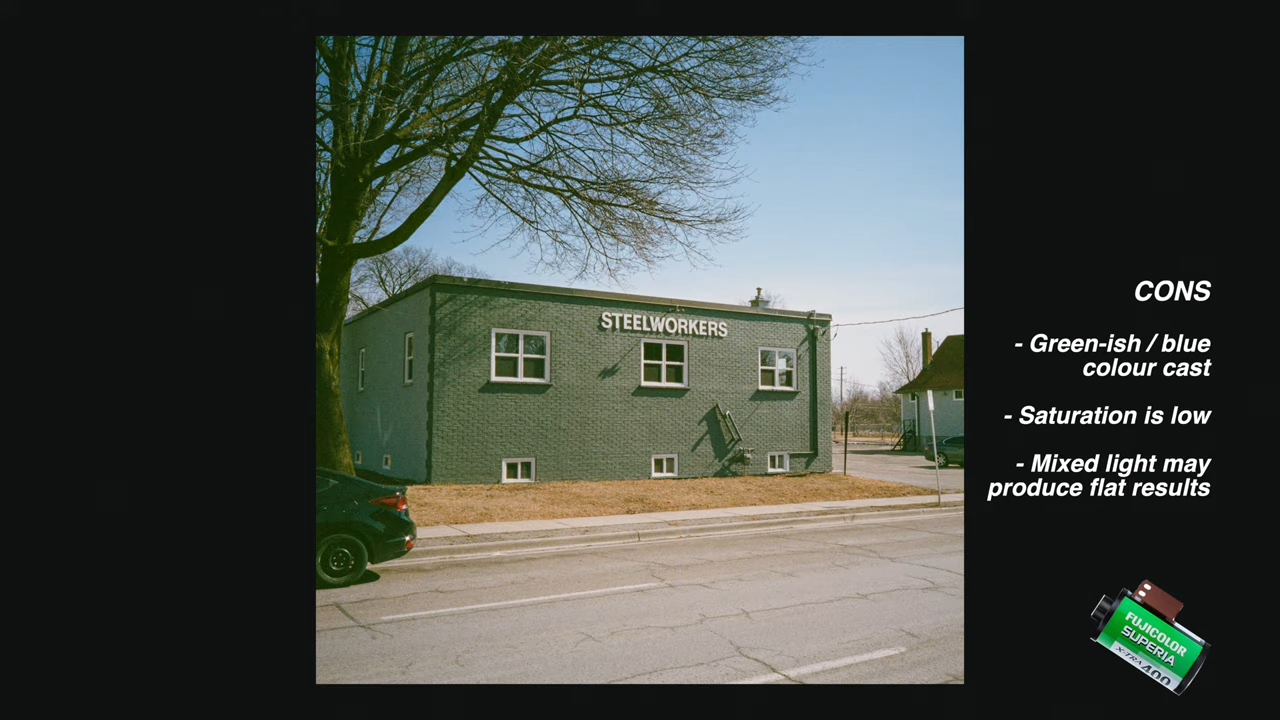 STEELWORKERS
CONS
- Green-ish / blue
colour cast
- Saturation is low
- Mixed light may
produce flat results
FUJICOLOR
SUPERIA
X-TRA 400